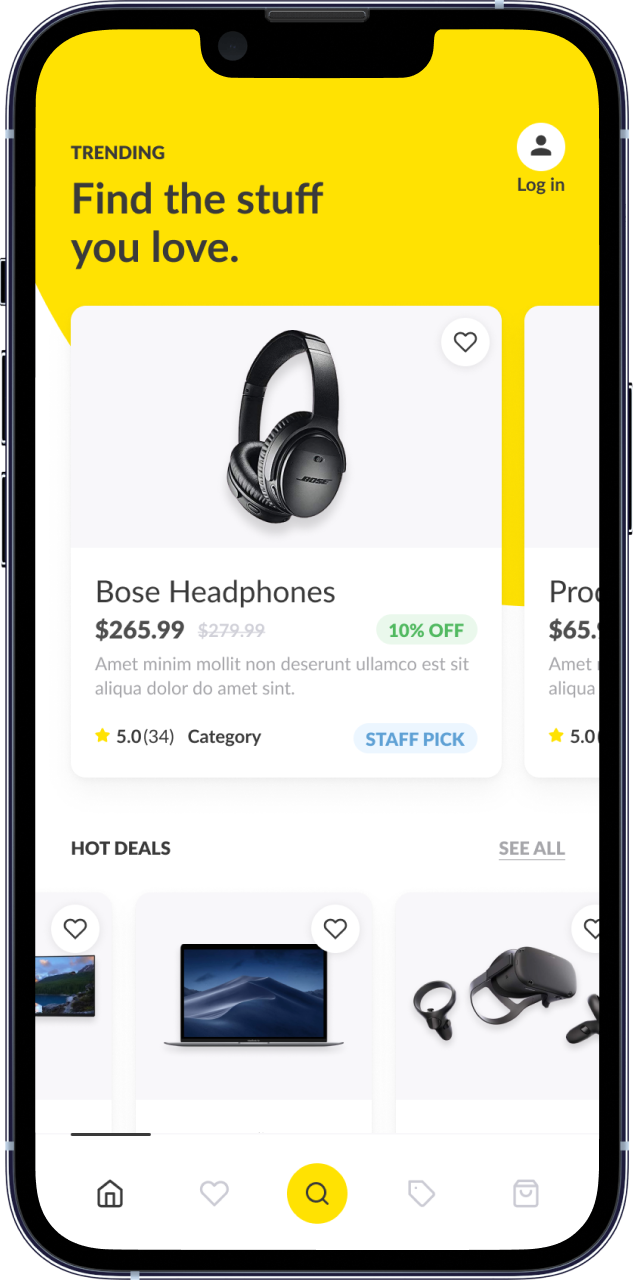 TRENDING
Log in
Find the stuff
you love.
BOSE
Bose Headphones
$265.99 $279.99 10% OFF
Amet minim mollit non deserunt ullamco est sit
aliqua dolor do amet sint.
5.0(34) Category STAFF PICK
$65.
Amet
aliqua
5.0
HOT DEALS SEE ALL